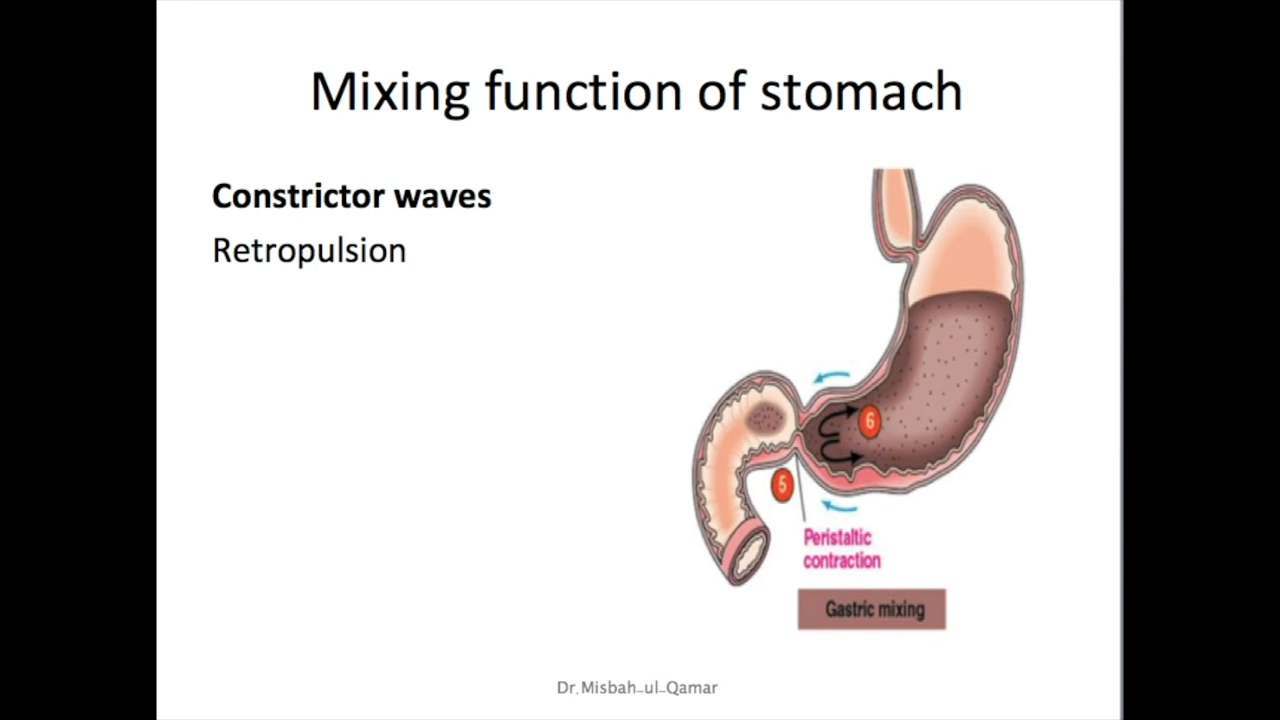 Mixing function of stomach
Constrictor waves
Retropulsion
6
5
Peristaltic
contraction
Gastric mixing
Dr.Misbah_ul_Qamar